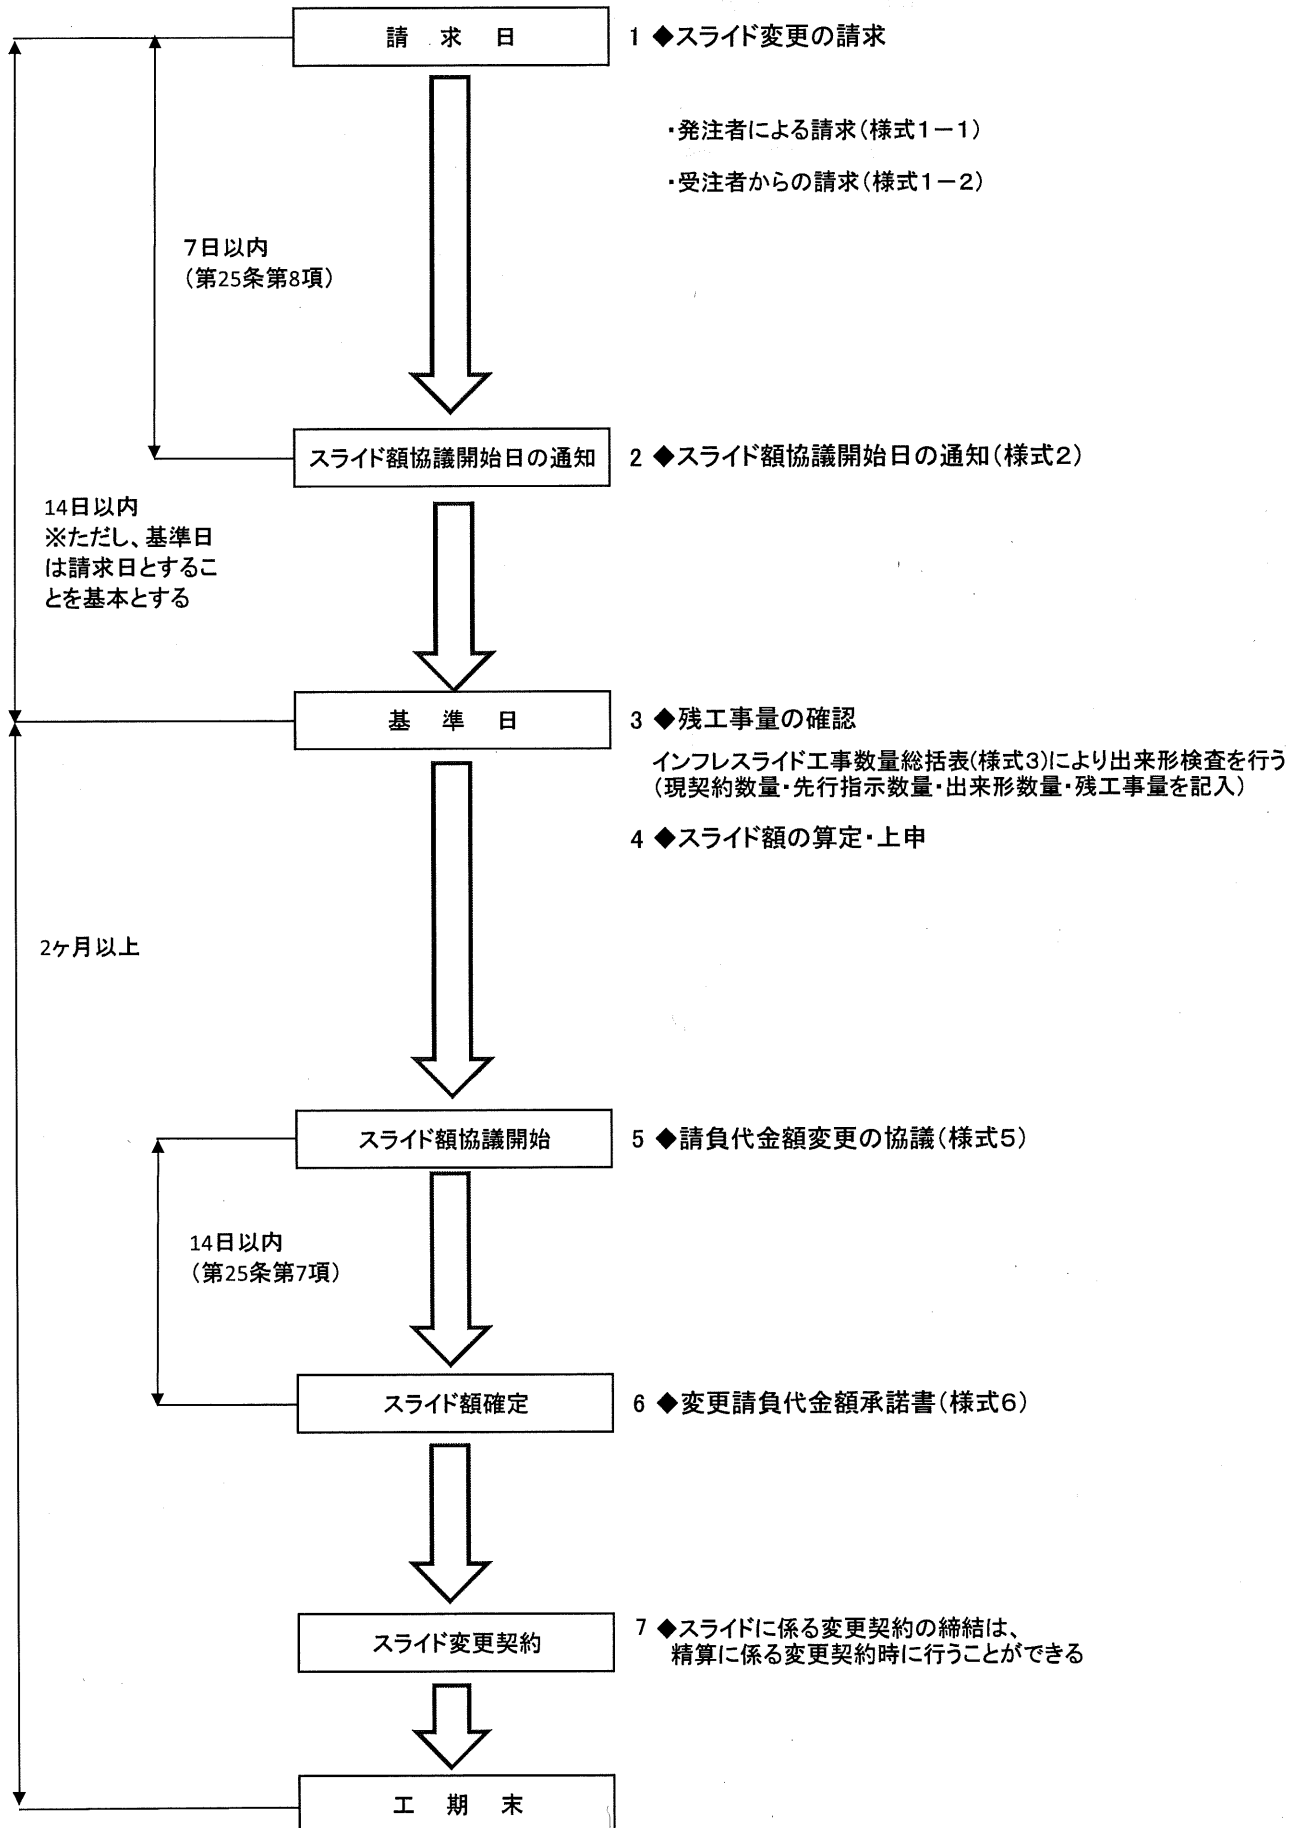 請　求　日
1 ◆スライド変更の請求
・発注者による請求(様式1－1)
・受注者からの請求(様式1－2)
7日以内
(第25条第8項)
スライド額協議開始日の通知
2 ◆スライド額協議開始日の通知(様式2)
14日以内
※ただし、基準日
は請求日とするこ
とを基本とする
基　準　日
3 ◆残工事量の確認
インフレスライド工事数量総括表(様式3)により出来形検査を行う
(現契約数量・先行指示数量・出来形数量・残工事量を記入)
4 ◆スライド額の算定・上申
2ヶ月以上
スライド額協議開始
5 ◆請負代金額変更の協議(様式5)
14日以内
(第25条第7項)
スライド額確定
6 ◆変更請負代金額承諾書(様式6)
スライド変更契約
7 ◆スライドに係る変更契約の締結は、
精算に係る変更契約時に行うことができる
工　期　末